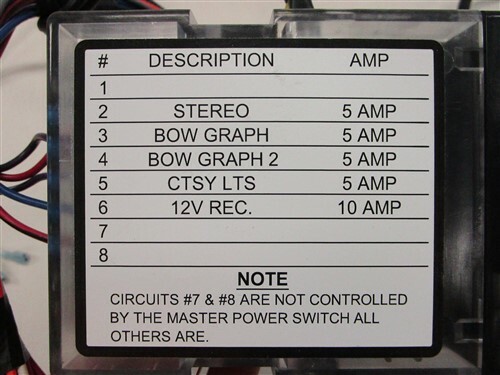 # DESCRIPTION AMP
1
2 STEREO 5 AMP
3 BOW GRAPH 5 AMP
4 BOW GRAPH 2 5 AMP
5 CTSY LTS 5 AMP
6 12V REC. 10 AMP
7
8
NOTE
CIRCUITS #7 & #8 ARE NOT CONTROLLED
BY THE MASTER POWER SWITCH ALL
OTHERS ARE.